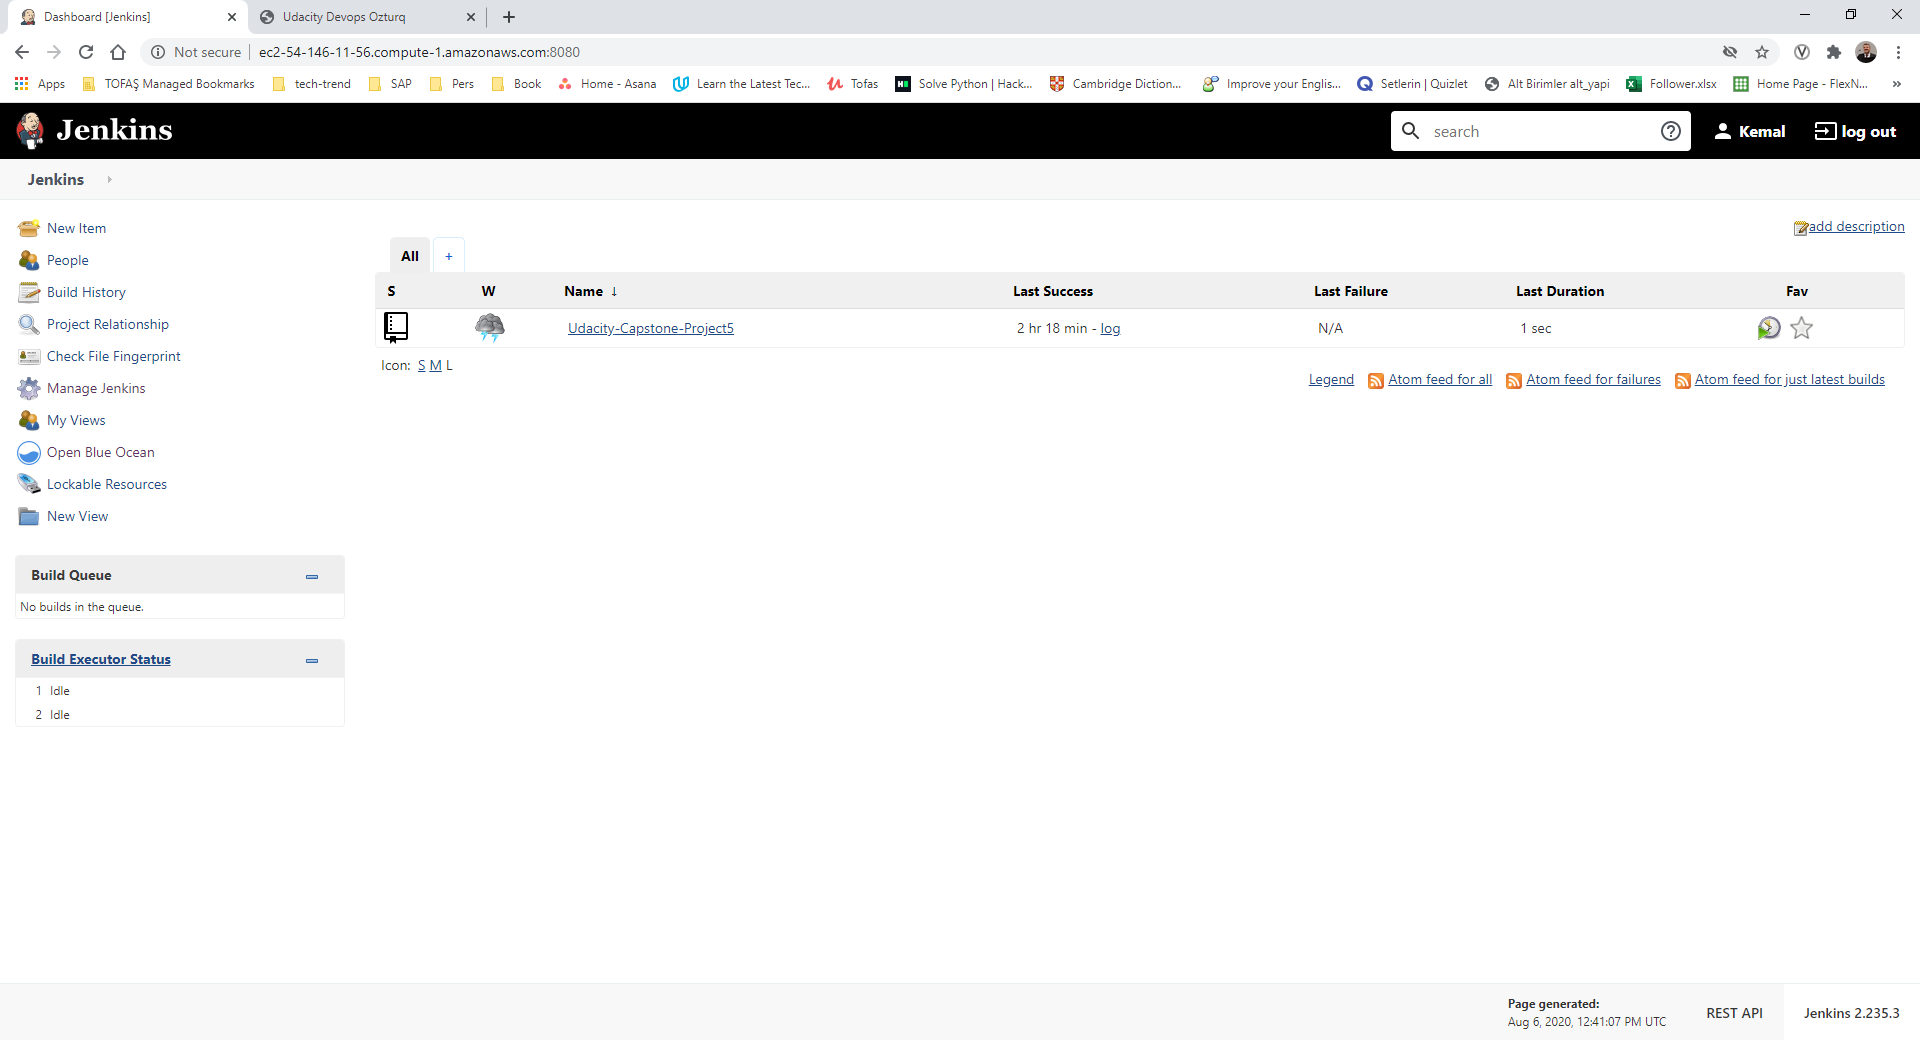 Dashboard [Jenkins]
Udacity Devops Ozturq
Not secure
ec2-54-146-11-56.compute-1.amazonaws.com:8080
Apps
TOFAŞ Managed Bookmarks
tech-trend
SAP
Pers
Book
Home - Asana
Learn the Latest Tec...
Tofas
Solve Python | Hack...
Cambridge Diction...
Improve your Englis...
Setlerin | Quizlet
Alt Birimler alt_yapi
Follower.xlsx
Home Page - FlexN...
»
Jenkins
search
Kemal
log out
Jenkins
New Item
People
Build History
Project Relationship
Check File Fingerprint
Manage Jenkins
My Views
Open Blue Ocean
Lockable Resources
New View
Build Queue
No builds in the queue.
Build Executor Status
1 Idle
2 Idle
add description
All +
S W Name ↓ Last Success Last Failure Last Duration Fav
Udacity-Capstone-Project5 2 hr 18 min - log N/A 1 sec
Icon: S M L
Legend Atom feed for all Atom feed for failures Atom feed for just latest builds
Page generated:
Aug 6, 2020, 12:41:07 PM UTC
REST API
Jenkins 2.235.3